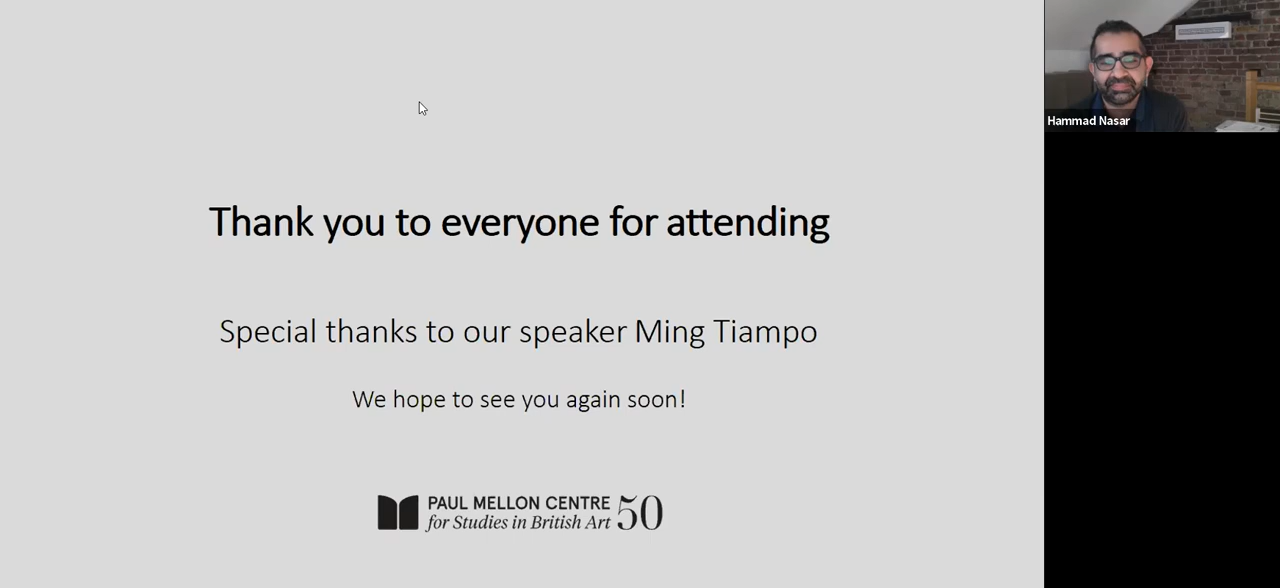 Thank you to everyone for attending
Special thanks to our speaker Ming Tiampo
We hope to see you again soon!
PAUL MELLON CENTRE
for Studies in British Art
50
Hammad Nasar